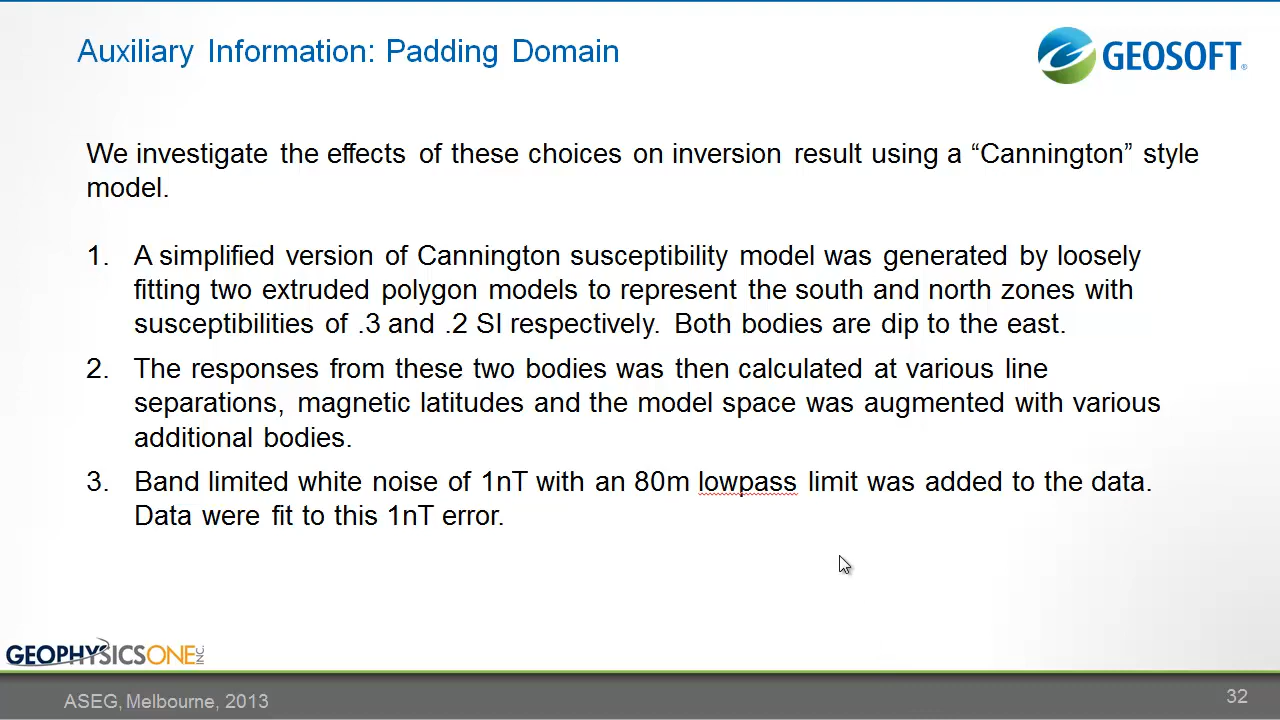 Auxiliary Information: Padding Domain
GEOSOFT®
We investigate the effects of these choices on inversion result using a “Cannington” style
model.
1. A simplified version of Cannington susceptibility model was generated by loosely
fitting two extruded polygon models to represent the south and north zones with
susceptibilities of .3 and .2 SI respectively. Both bodies are dip to the east.
2. The responses from these two bodies was then calculated at various line
separations, magnetic latitudes and the model space was augmented with various
additional bodies.
3. Band limited white noise of 1nT with an 80m lowpass limit was added to the data.
Data were fit to this 1nT error.
GEOPHYSICSONE INC.
ASEG, Melbourne, 2013
32